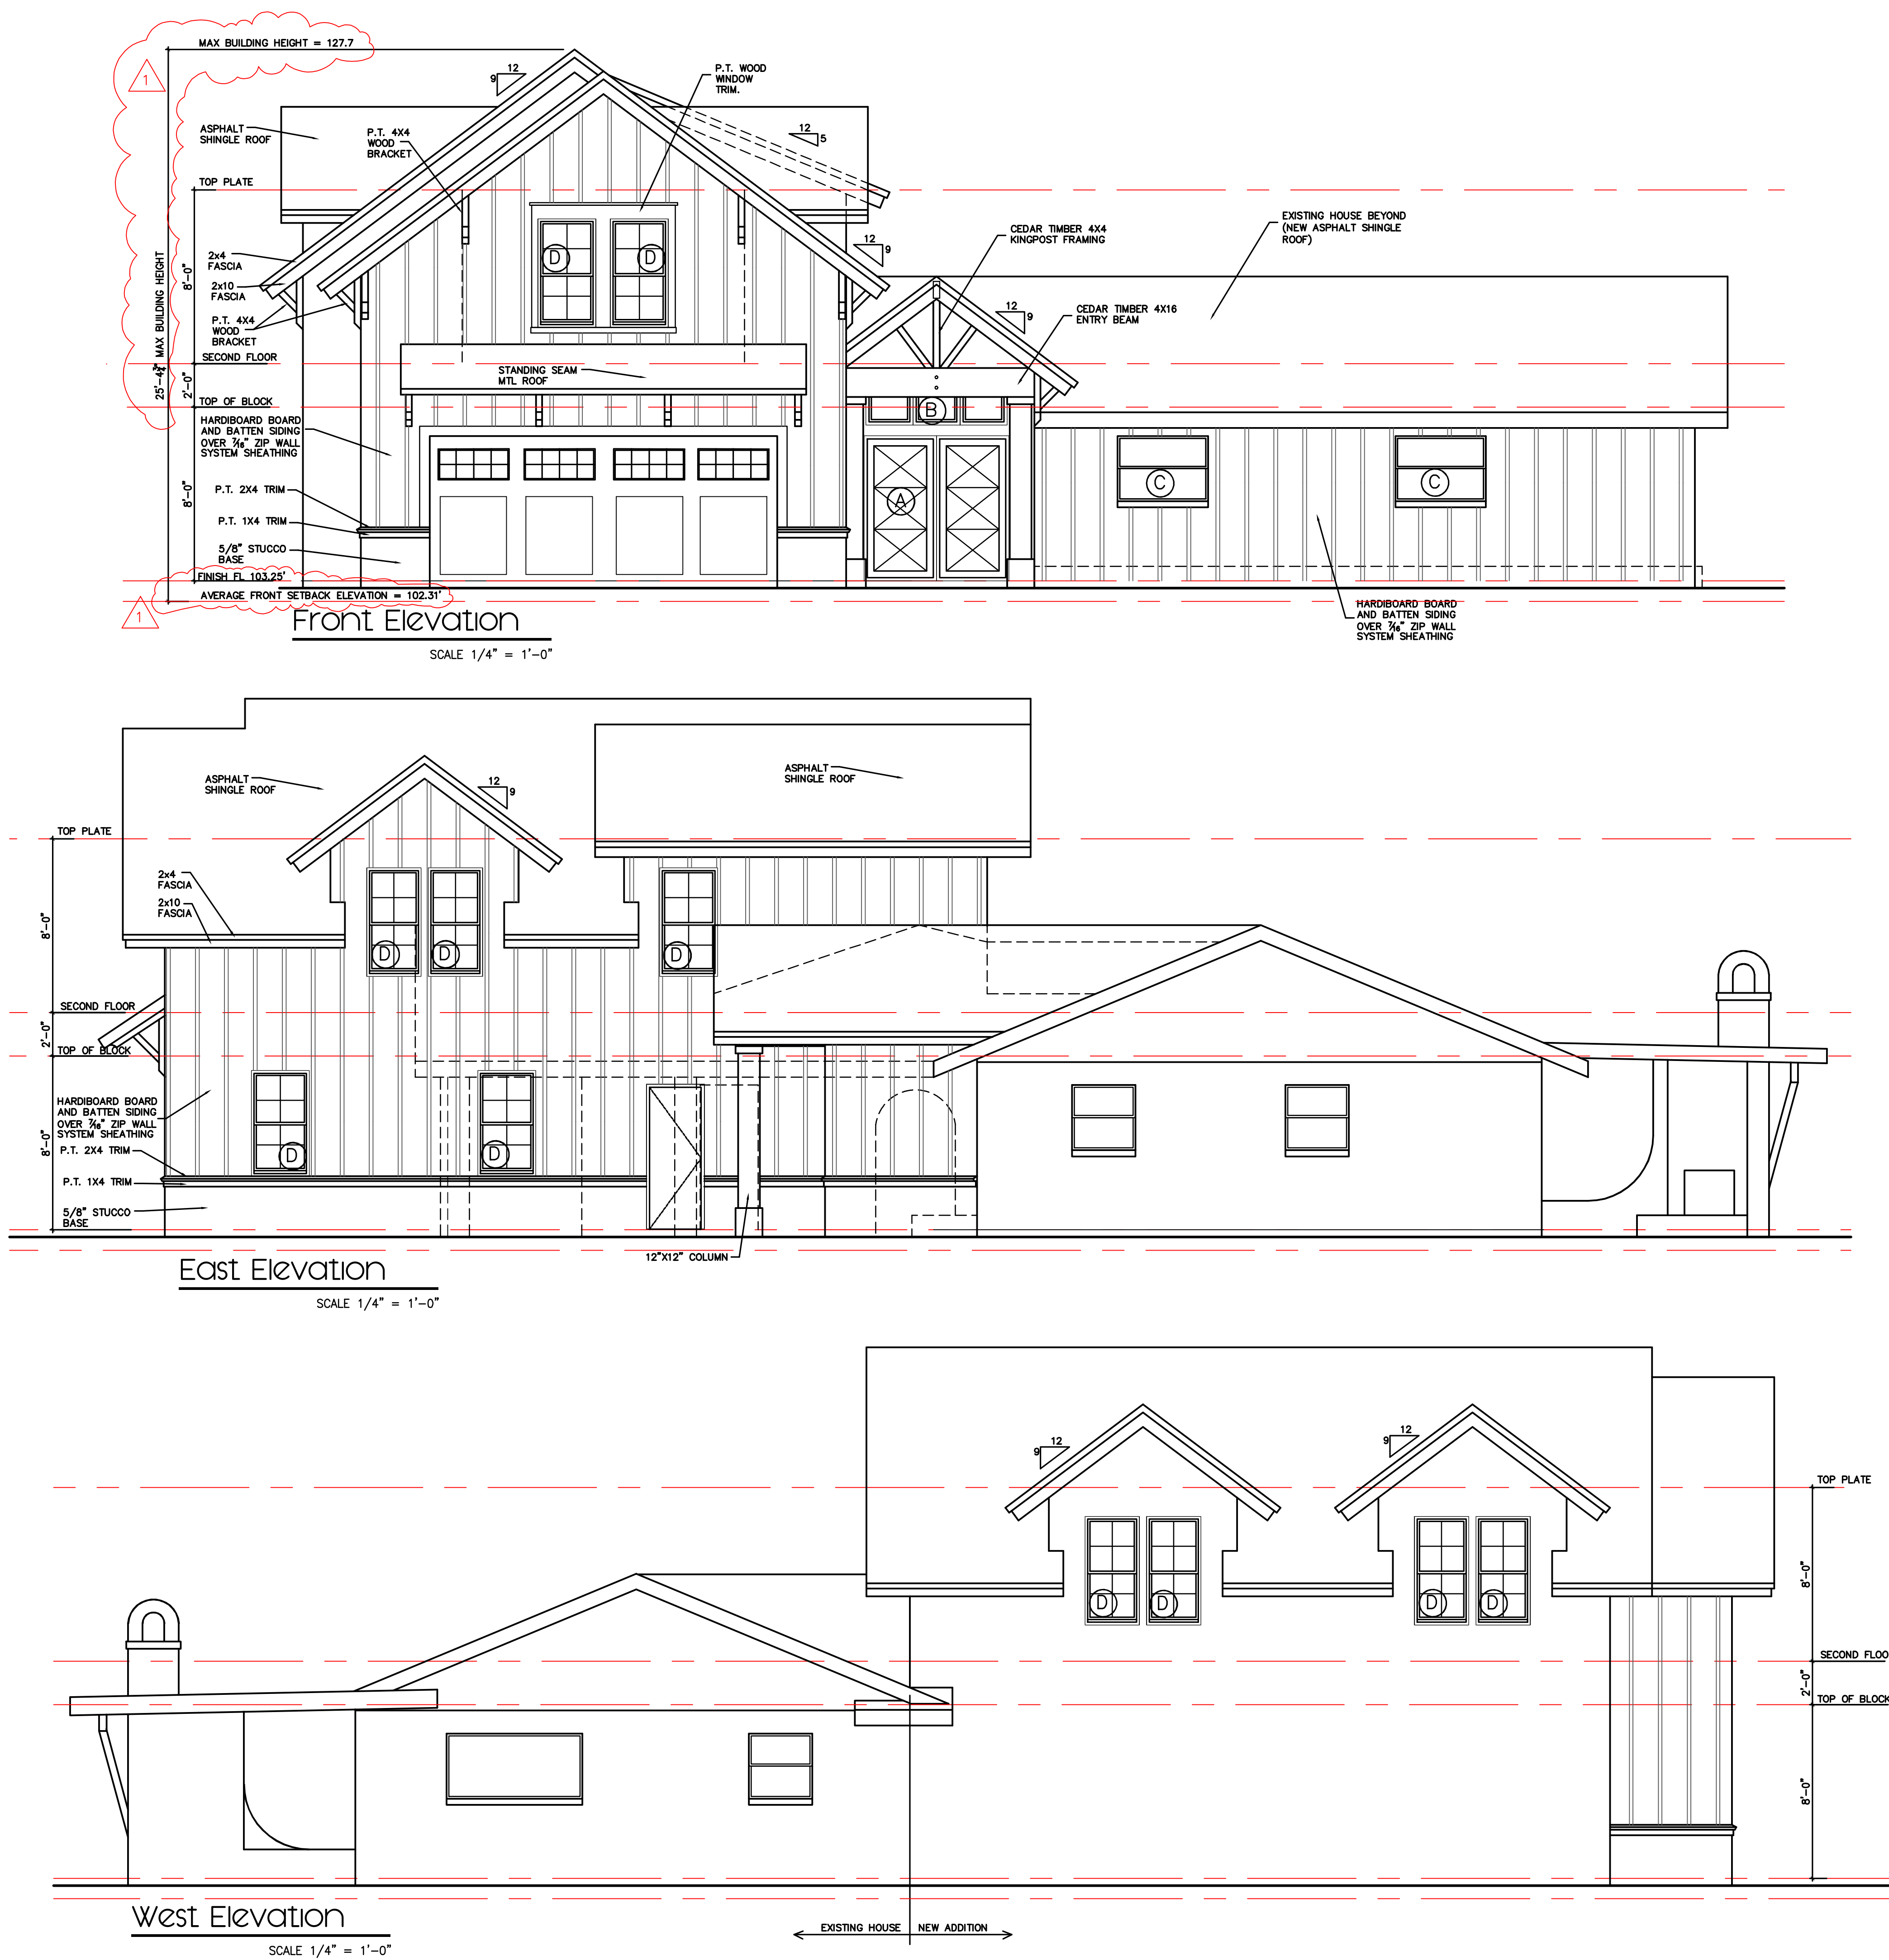 MAX BUILDING HEIGHT = 127.7
1
12
9
P.T. WOOD
WINDOW
TRIM.
ASPHALT
SHINGLE ROOF
P.T. 4X4
WOOD
BRACKET
12
5
TOP PLATE
EXISTING HOUSE BEYOND
(NEW ASPHALT SHINGLE
ROOF)
CEDAR TIMBER 4X4
KINGPOST FRAMING
12
9
D
D
2x4
FASCIA
8'-0"
2x10
FASCIA
25'-4¾" MAX BUILDING HEIGHT
12
9
CEDAR TIMBER 4X16
ENTRY BEAM
P.T. 4X4
WOOD
BRACKET
SECOND FLOOR
STANDING SEAM
MTL ROOF
2'-0"
TOP OF BLOCK
B
HARDIBOARD BOARD
AND BATTEN SIDING
OVER 7/16" ZIP WALL
SYSTEM SHEATHING
C
C
8'-0"
P.T. 2X4 TRIM
A
P.T. 1X4 TRIM
5/8" STUCCO
BASE
FINISH FL 103.25'
AVERAGE FRONT SETBACK ELEVATION = 102.31'
1
HARDIBOARD BOARD
AND BATTEN SIDING
OVER 7/16" ZIP WALL
SYSTEM SHEATHING
Front Elevation
SCALE 1/4" = 1'-0"
ASPHALT
SHINGLE ROOF
12
9
ASPHALT
SHINGLE ROOF
TOP PLATE
2x4
FASCIA
2x10
FASCIA
8'-0"
D
D
D
SECOND FLOOR
2'-0"
TOP OF BLOCK
HARDIBOARD BOARD
AND BATTEN SIDING
OVER 7/16" ZIP WALL
SYSTEM SHEATHING
8'-0"
D
D
P.T. 2X4 TRIM
P.T. 1X4 TRIM
5/8" STUCCO
BASE
12"X12" COLUMN
East Elevation
SCALE 1/4" = 1'-0"
12
9
12
9
TOP PLATE
8'-0"
D
D
D
D
SECOND FLOO
2'-0"
TOP OF BLOCK
8'-0"
West Elevation
SCALE 1/4" = 1'-0"
EXISTING HOUSE
NEW ADDITION